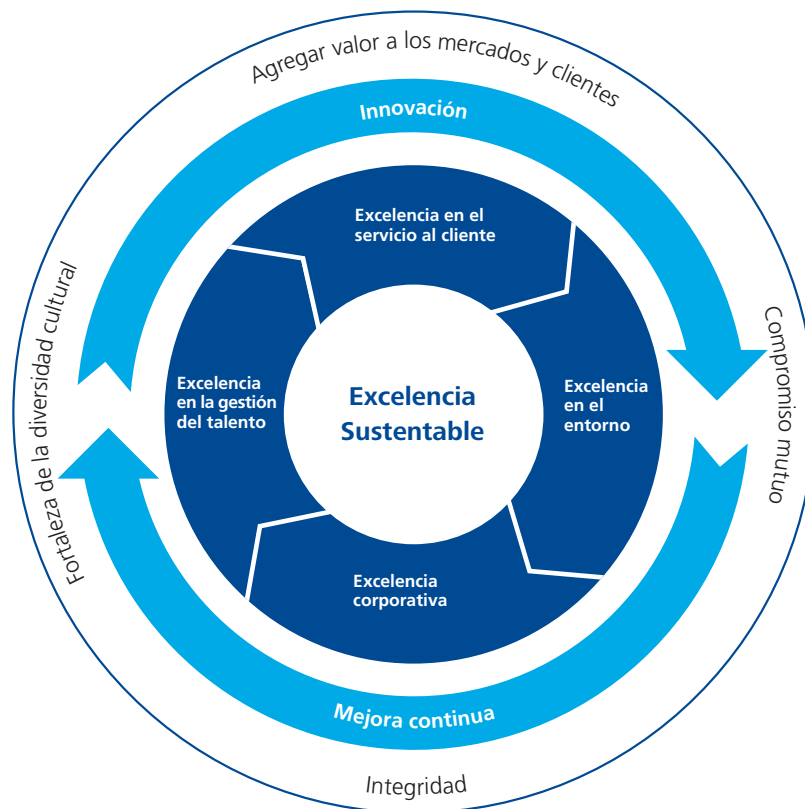 Agregar valor a los mercados y clientes
Innovación
Excelencia en el
servicio al cliente
Fortaleza de la diversidad cultural
Excelencia
en la gestión
del talento
Excelencia
Sustentable
Excelencia
en el
entorno
Compromiso mutuo
Excelencia
corporativa
Mejora continua
Integridad